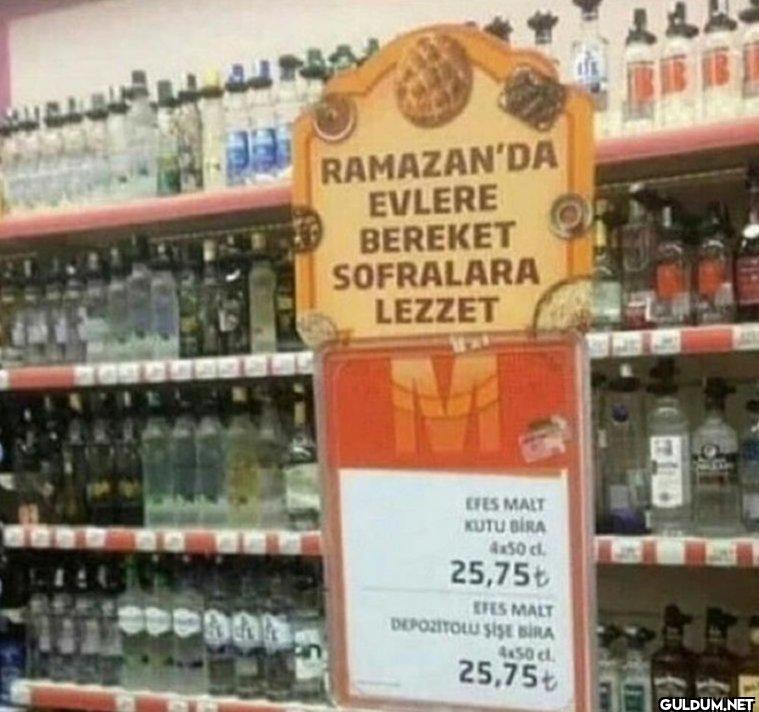 RAMAZAN'DA
EVLERE
BEREKET
SOFRALARA
LEZZET
M
EFES MALT
KUTU BİRA
4x50 cl.
25,75₺
EFES MALT
DEPOZİTOLU ŞİŞE BİRA
4x50 cl.
25,75₺
GULDUM.NET